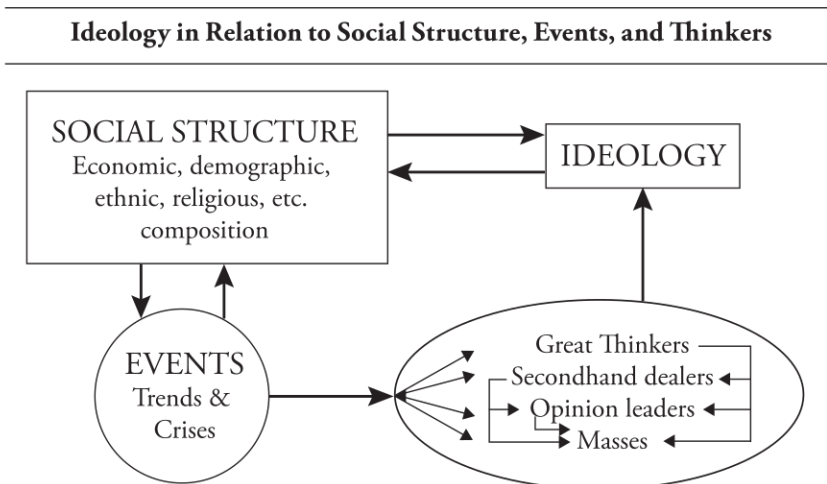 Ideology in Relation to Social Structure, Events, and Thinkers
SOCIAL STRUCTURE
Economic, demographic,
ethnic, religious, etc.
composition
IDEOLOGY
EVENTS
Trends &
Crises
Great Thinkers
Secondhand dealers
Opinion leaders
Masses